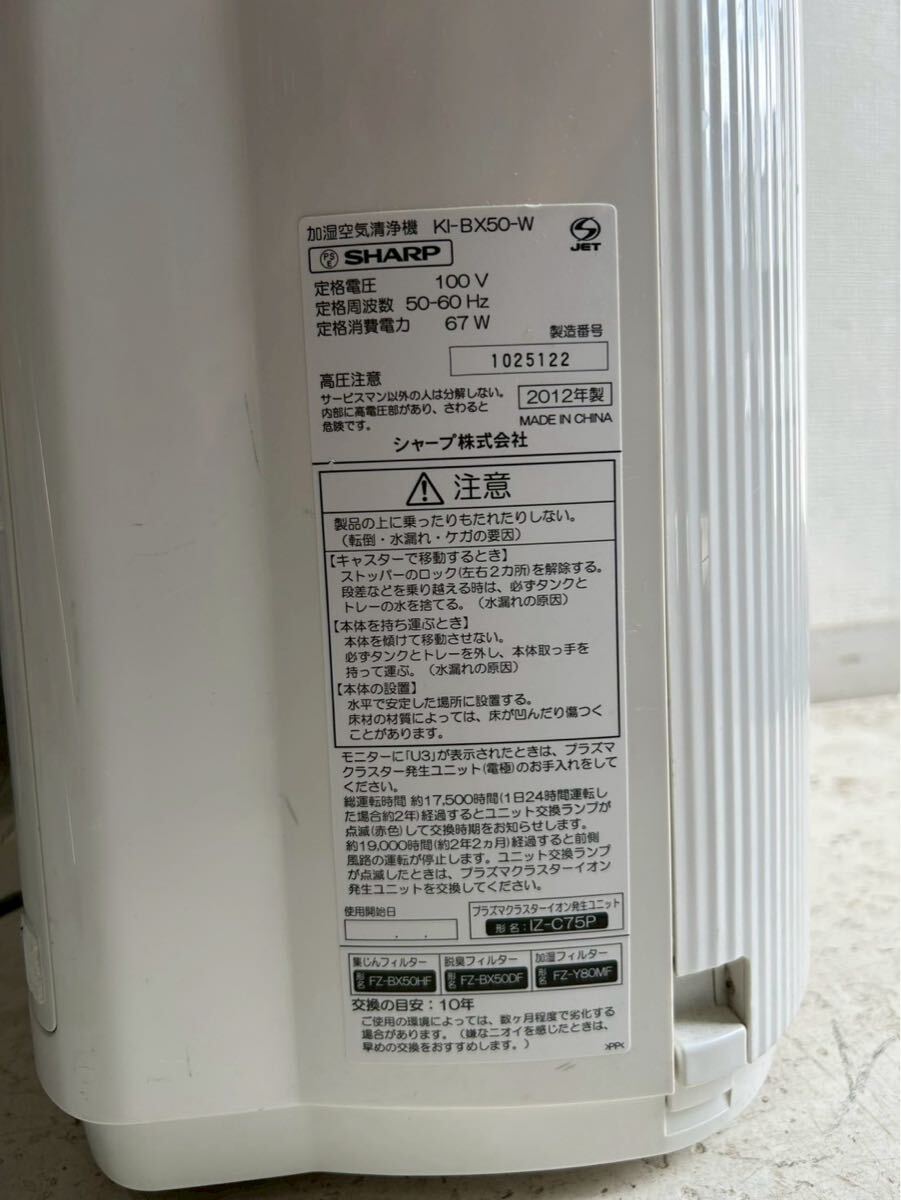 加湿空気清浄機 KI-BX50-W
JET
PSE SHARP
定格電圧 100 V
定格周波数 50-60 Hz
定格消費電力 67 W
製造番号
1025122
高圧注意
サービスマン以外の人は分解しない。
内部に高電圧部があり、さわると
危険です。
2012年製
MADE IN CHINA
シャープ株式会社
注意
製品の上に乗ったりもたれたりしない。
（転倒・水漏れ・ケガの要因）
【キャスターで移動するとき】
ストッパーのロック(左右2カ所)を解除する。
段差などを乗り越える時は、必ずタンクと
トレーの水を捨てる。（水漏れの原因）
【本体を持ち運ぶとき】
本体を傾けて移動させない。
必ずタンクとトレーを外し、本体取っ手を
持って運ぶ。（水漏れの原因）
【本体の設置】
水平で安定した場所に設置する。
床材の材質によっては、床が凹んだり傷つく
ことがあります。
モニターに「U3」が表示されたときは、プラズマ
クラスター発生ユニット(電極)のお手入れをして
ください。
総運転時間 約17,500時間(1日24時間運転し
た場合約2年)経過するとユニット交換ランプが
点滅(赤色)して交換時期をお知らせします。
約19,000時間(約2年2ヵ月)経過すると前側
風路の運転が停止します。ユニット交換ランプ
が点滅したときは、プラズマクラスターイオン
発生ユニットを交換してください。
使用開始日
. .
プラズマクラスターイオン発生ユニット
形名：IZ-C75P
集じんフィルター
形名 FZ-BX50HF
脱臭フィルター
形名 FZ-BX50DF
加湿フィルター
形名 FZ-Y80MF
交換の目安：10年
ご使用の環境によっては、数ヶ月程度で劣化する
場合があります。（嫌なニオイを感じたときは、
早めの交換をおすすめします。）
>PP<